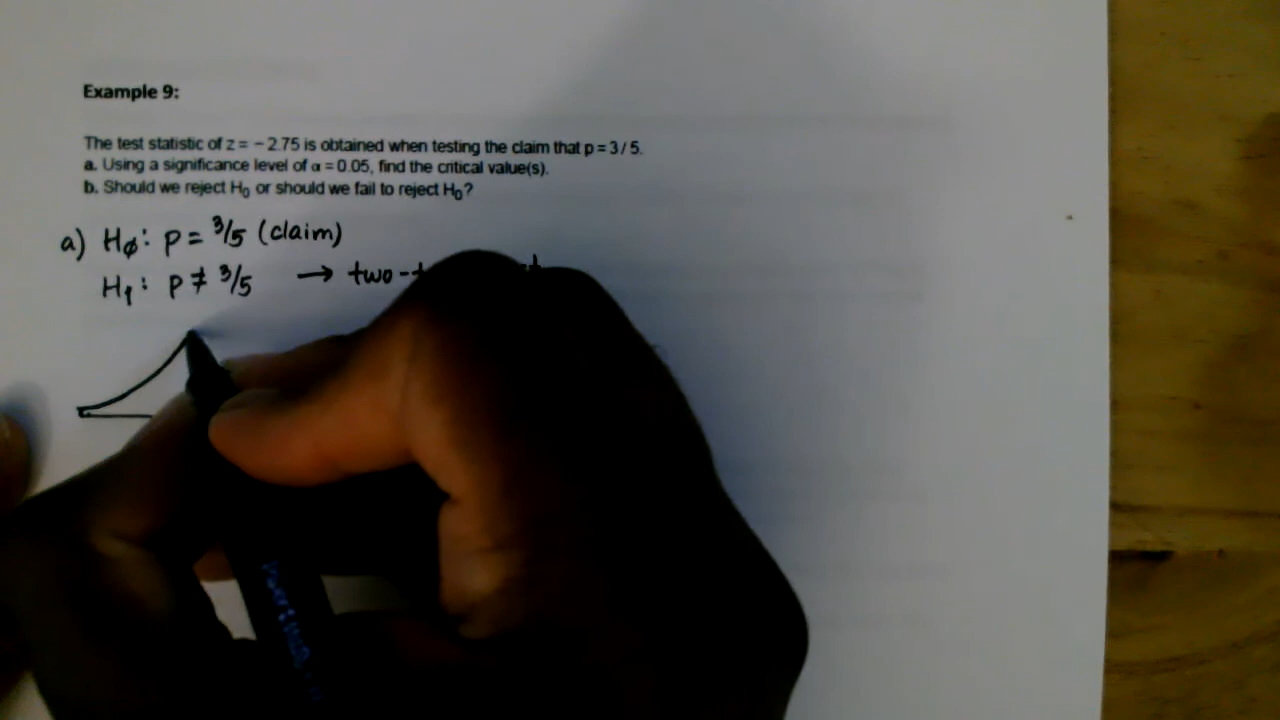 Example 9:
The test statistic of z = − 2.75 is obtained when testing the claim that p = 3 / 5.
a. Using a significance level of α = 0.05, find the critical value(s).
b. Should we reject H₀ or should we fail to reject H₀?
a) H₀: p = 3/5 (claim)
H₁: p ≠ 3/5 → two-t